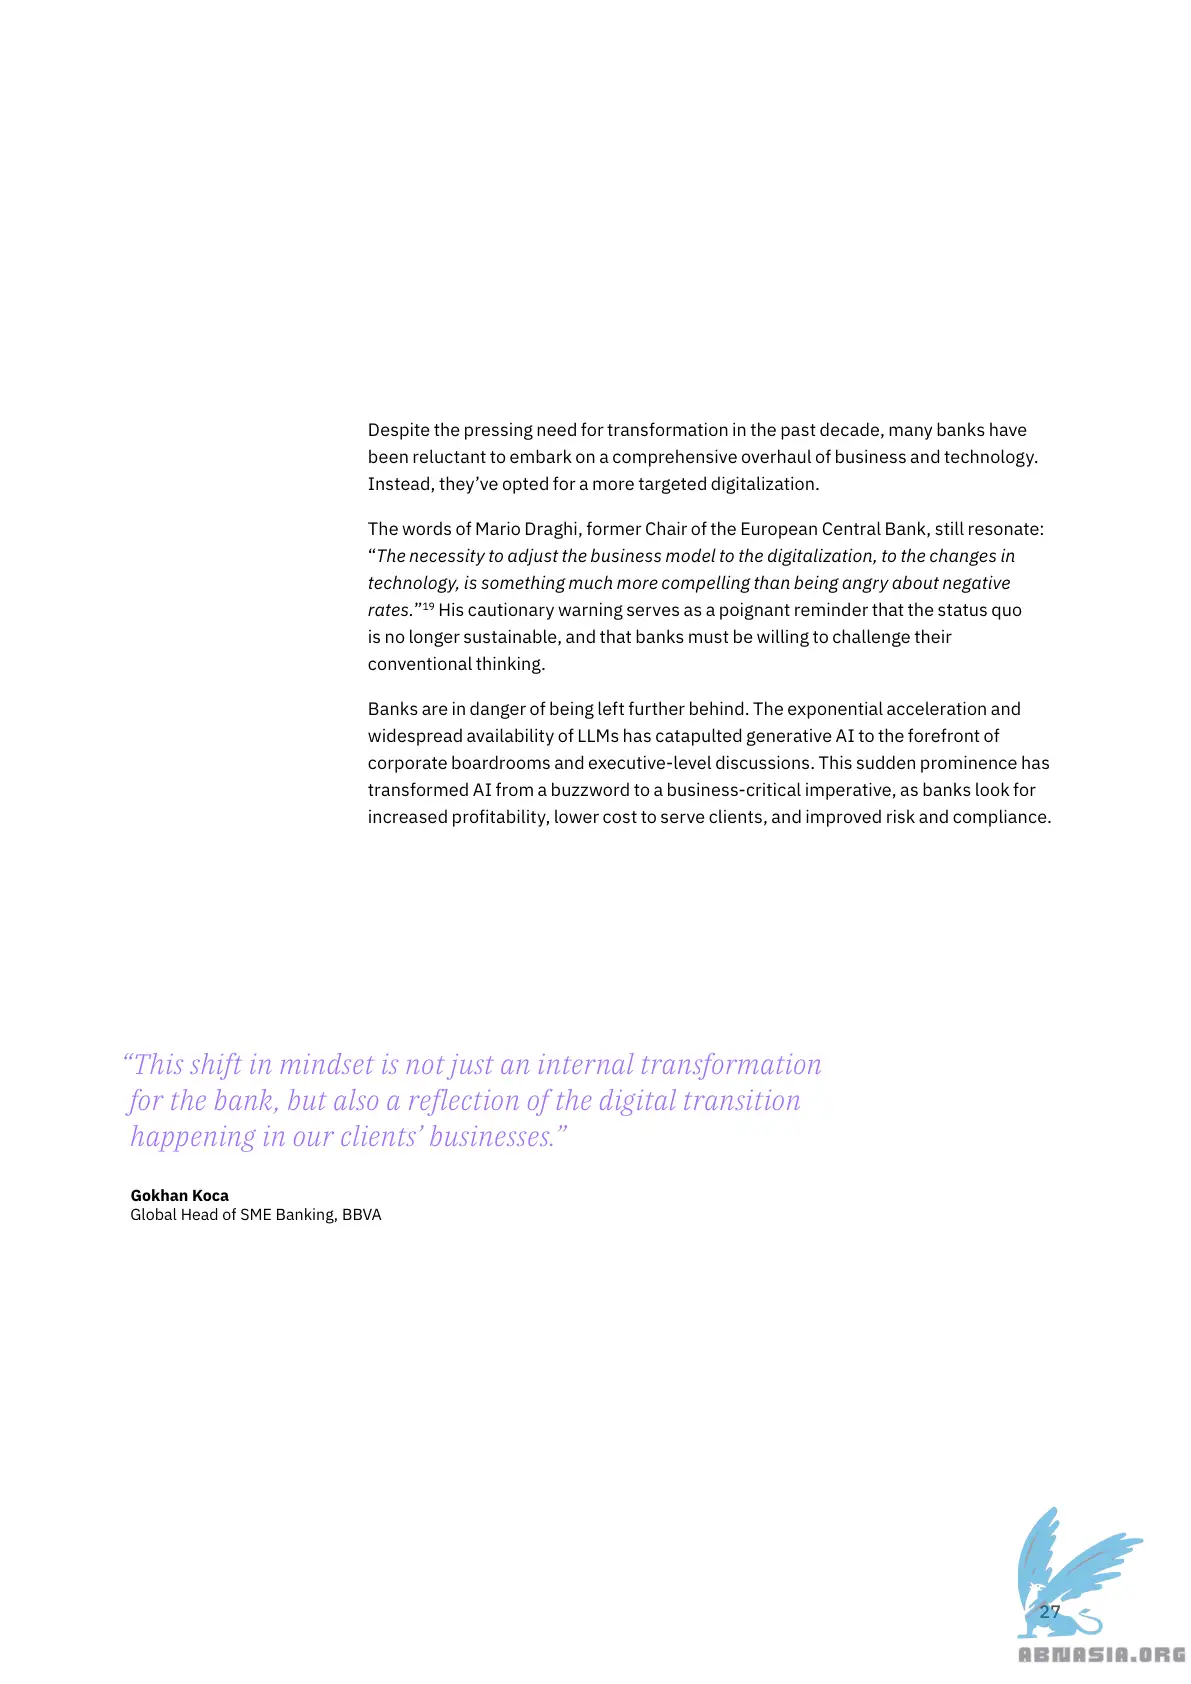 Despite the pressing need for transformation in the past decade, many banks have
been reluctant to embark on a comprehensive overhaul of business and technology.
Instead, they’ve opted for a more targeted digitalization.
The words of Mario Draghi, former Chair of the European Central Bank, still resonate:
“The necessity to adjust the business model to the digitalization, to the changes in
technology, is something much more compelling than being angry about negative
rates.”19 His cautionary warning serves as a poignant reminder that the status quo
is no longer sustainable, and that banks must be willing to challenge their
conventional thinking.
Banks are in danger of being left further behind. The exponential acceleration and
widespread availability of LLMs has catapulted generative AI to the forefront of
corporate boardrooms and executive-level discussions. This sudden prominence has
transformed AI from a buzzword to a business-critical imperative, as banks look for
increased profitability, lower cost to serve clients, and improved risk and compliance.
“This shift in mindset is not just an internal transformation
for the bank, but also a reflection of the digital transition
happening in our clients’ businesses.”
Gokhan Koca
Global Head of SME Banking, BBVA
27
ABNASIA.ORG